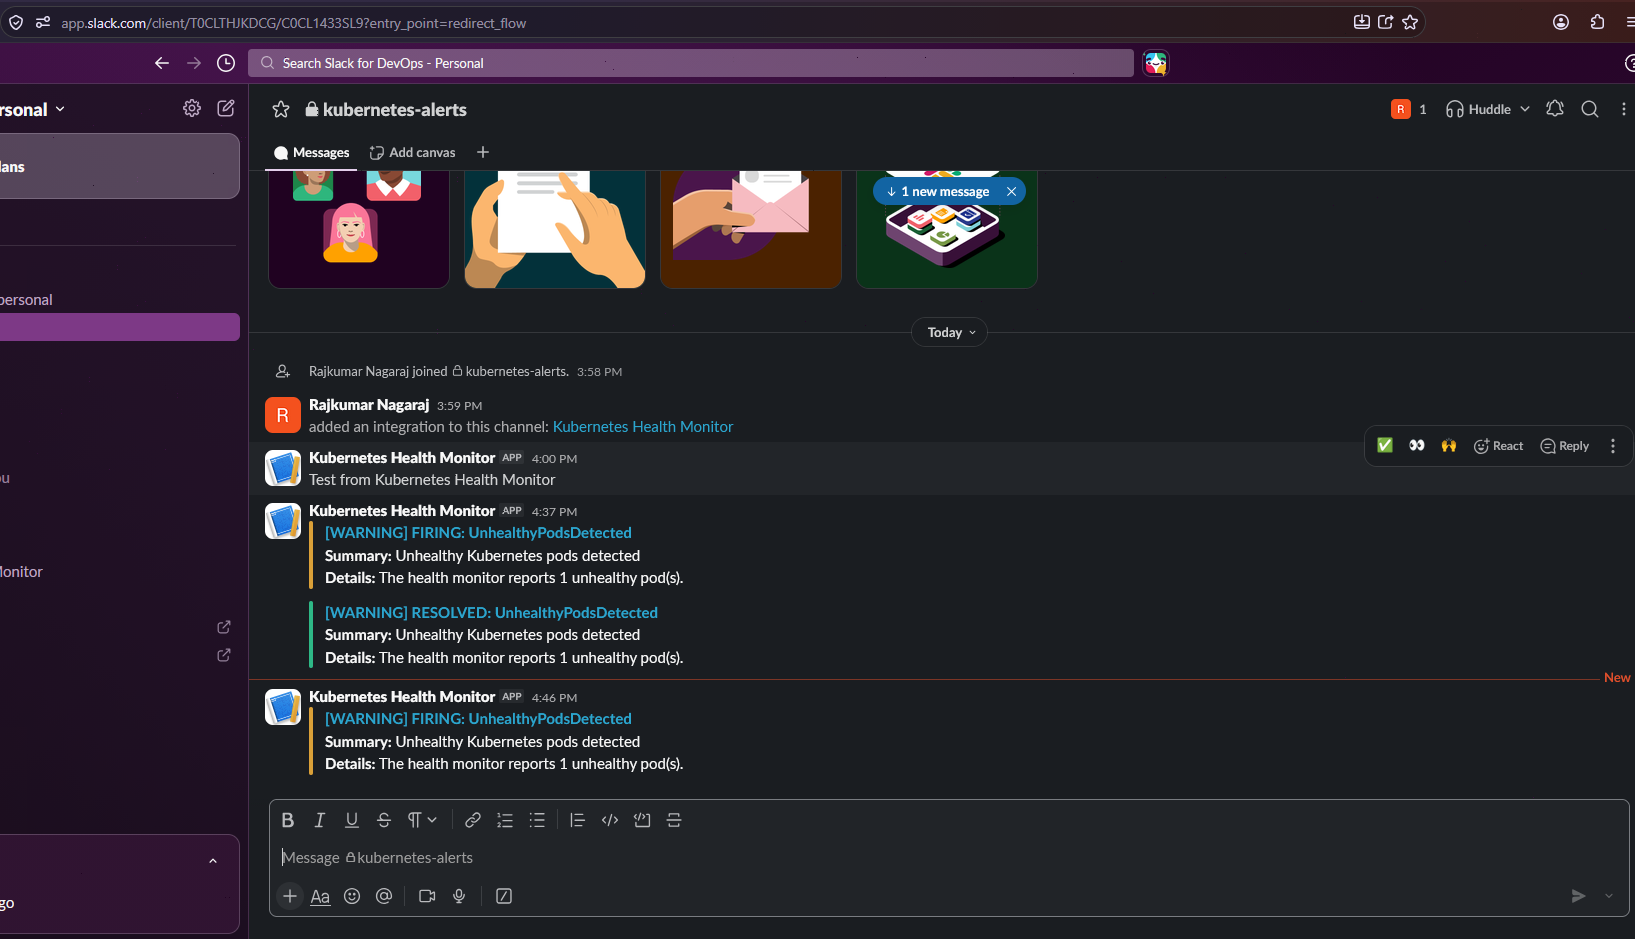 app.slack.com/client/T0CLTHJKDCG/C0CL1433SL9?entry_point=redirect_flow
Search Slack for DevOps - Personal
rsonal
lans
personal
ou
Monitor
go
kubernetes-alerts
R 1 Huddle
Messages Add canvas
1 new message
Today
Rajkumar Nagaraj joined kubernetes-alerts. 3:58 PM
R
Rajkumar Nagaraj 3:59 PM
added an integration to this channel: Kubernetes Health Monitor
React Reply
Kubernetes Health Monitor APP 4:00 PM
Test from Kubernetes Health Monitor
Kubernetes Health Monitor APP 4:37 PM
[WARNING] FIRING: UnhealthyPodsDetected
Summary: Unhealthy Kubernetes pods detected
Details: The health monitor reports 1 unhealthy pod(s).
[WARNING] RESOLVED: UnhealthyPodsDetected
Summary: Unhealthy Kubernetes pods detected
Details: The health monitor reports 1 unhealthy pod(s).
New
Kubernetes Health Monitor APP 4:46 PM
[WARNING] FIRING: UnhealthyPodsDetected
Summary: Unhealthy Kubernetes pods detected
Details: The health monitor reports 1 unhealthy pod(s).
B I U S
Message kubernetes-alerts
Aa